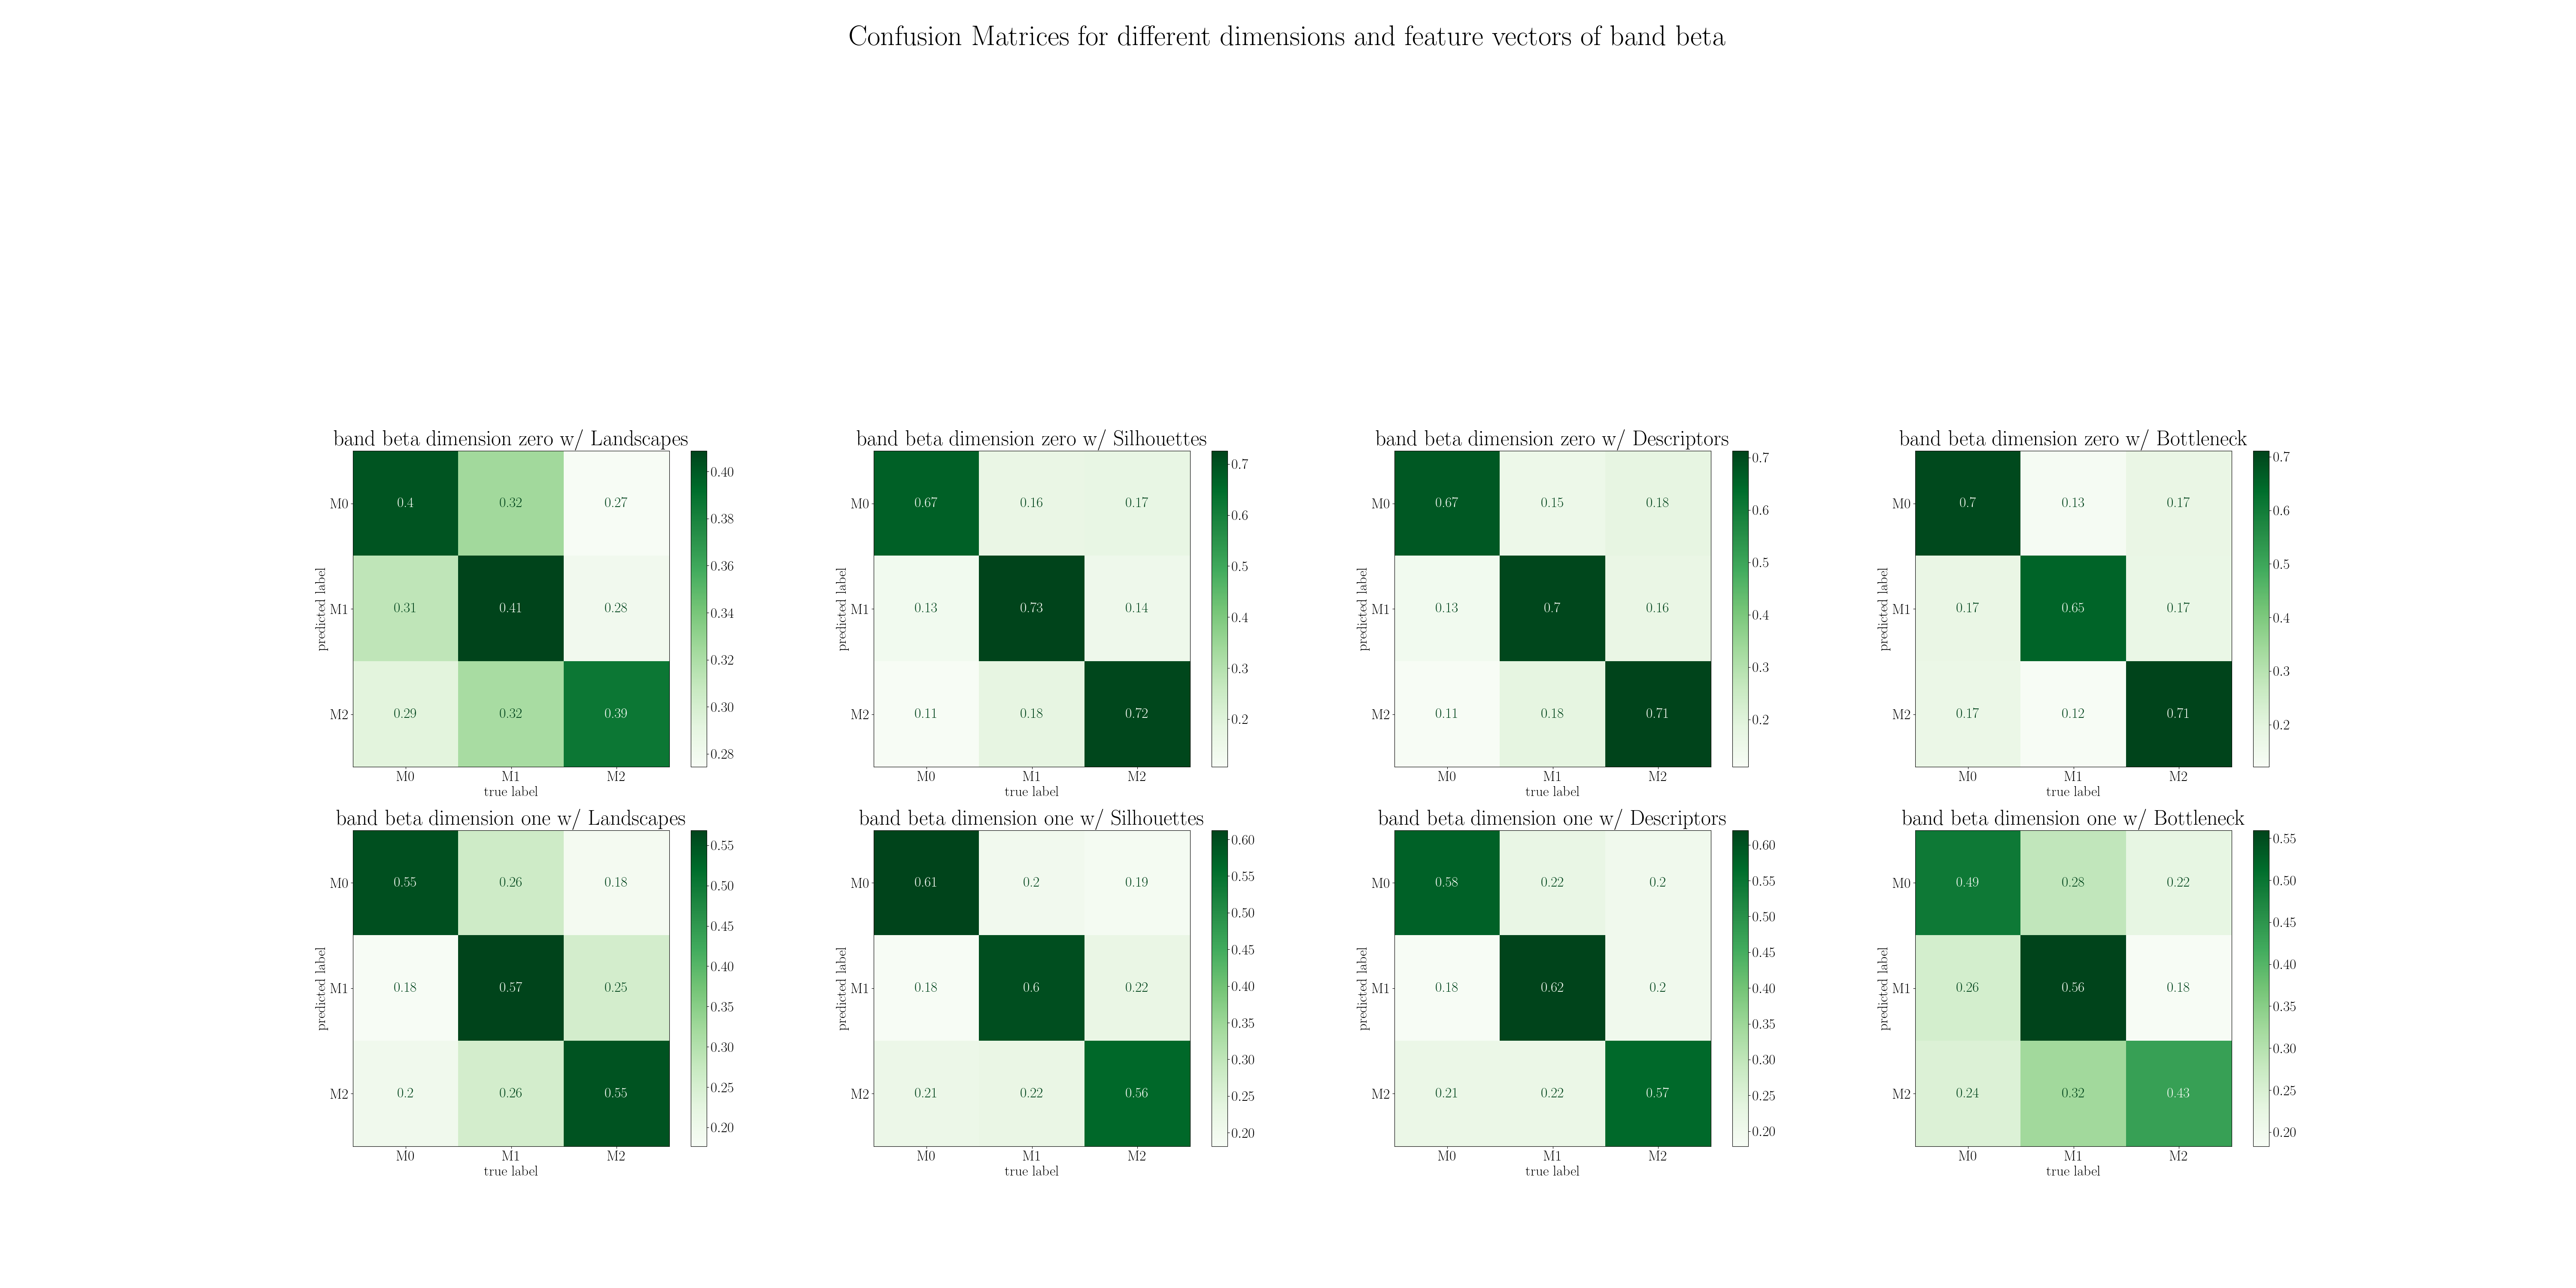 Confusion Matrices for different dimensions and feature vectors of band beta
band beta dimension zero w/ Landscapes
M0 0.4 0.32 0.27
M1 0.31 0.41 0.28
M2 0.29 0.32 0.39
M0 M1 M2
true label
predicted label
0.40
0.38
0.36
0.34
0.32
0.30
0.28
band beta dimension zero w/ Silhouettes
M0 0.67 0.16 0.17
M1 0.13 0.73 0.14
M2 0.11 0.18 0.72
M0 M1 M2
true label
predicted label
0.7
0.6
0.5
0.4
0.3
0.2
band beta dimension zero w/ Descriptors
M0 0.67 0.15 0.18
M1 0.13 0.7 0.16
M2 0.11 0.18 0.71
M0 M1 M2
true label
predicted label
0.7
0.6
0.5
0.4
0.3
0.2
band beta dimension zero w/ Bottleneck
M0 0.7 0.13 0.17
M1 0.17 0.65 0.17
M2 0.17 0.12 0.71
M0 M1 M2
true label
predicted label
0.7
0.6
0.5
0.4
0.3
0.2
band beta dimension one w/ Landscapes
M0 0.55 0.26 0.18
M1 0.18 0.57 0.25
M2 0.2 0.26 0.55
M0 M1 M2
true label
predicted label
0.55
0.50
0.45
0.40
0.35
0.30
0.25
0.20
band beta dimension one w/ Silhouettes
M0 0.61 0.2 0.19
M1 0.18 0.6 0.22
M2 0.21 0.22 0.56
M0 M1 M2
true label
predicted label
0.60
0.55
0.50
0.45
0.40
0.35
0.30
0.25
0.20
band beta dimension one w/ Descriptors
M0 0.58 0.22 0.2
M1 0.18 0.62 0.2
M2 0.21 0.22 0.57
M0 M1 M2
true label
predicted label
0.60
0.55
0.50
0.45
0.40
0.35
0.30
0.25
0.20
band beta dimension one w/ Bottleneck
M0 0.49 0.28 0.22
M1 0.26 0.56 0.18
M2 0.24 0.32 0.43
M0 M1 M2
true label
predicted label
0.55
0.50
0.45
0.40
0.35
0.30
0.25
0.20